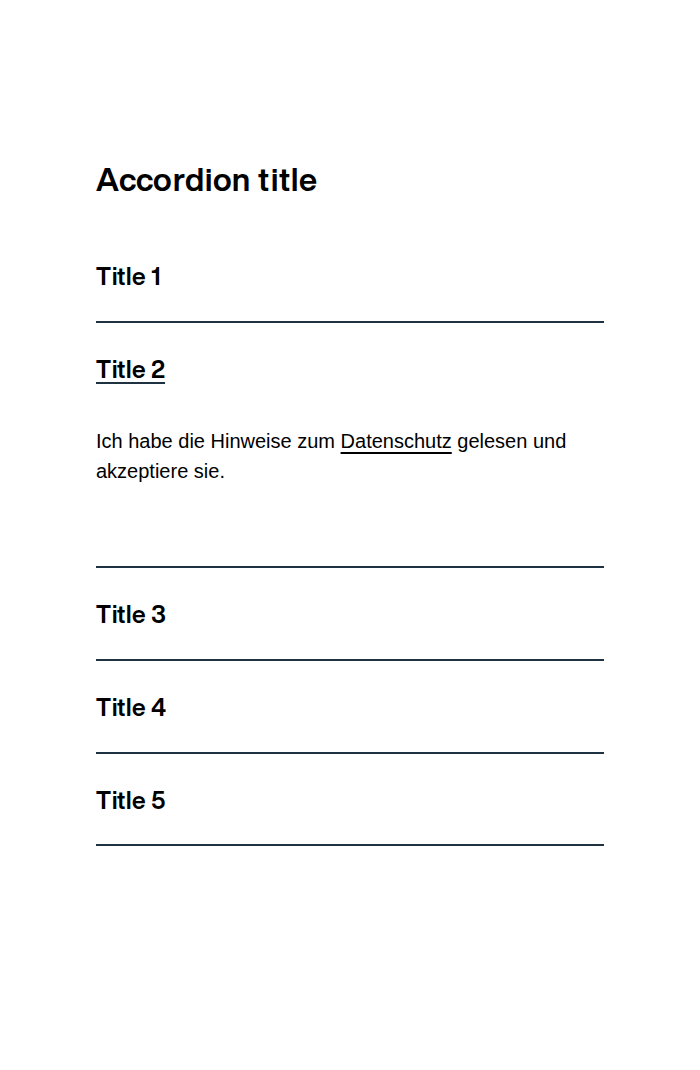 Accordion title
Title 1
Title 2
Ich habe die Hinweise zum Datenschutz gelesen und
akzeptiere sie.
Title 3
Title 4
Title 5